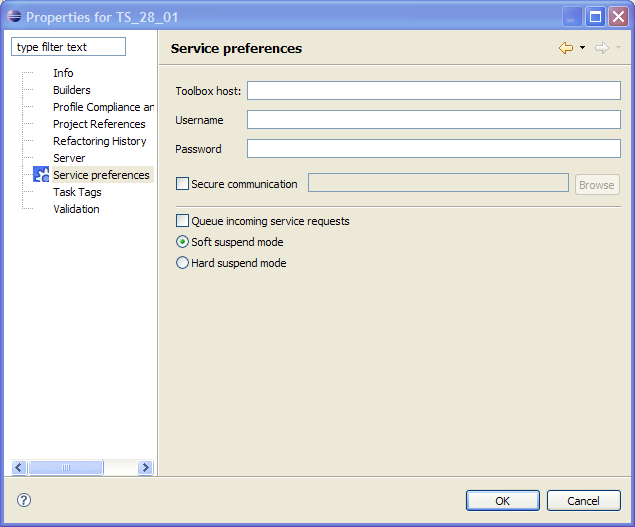 Properties for TS_28_01
type filter text
Info
Builders
Profile Compliance an
Project References
Refactoring History
Server
Service preferences
Task Tags
Validation
Service preferences
Toolbox host:
Username
Password
Secure communication
Browse
Queue incoming service requests
Soft suspend mode
Hard suspend mode
?
OK
Cancel